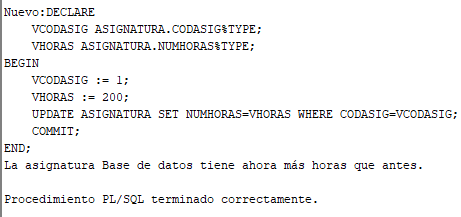 Nuevo:DECLARE
    VCODASIG ASIGNATURA.CODASIG%TYPE;
    VHORAS ASIGNATURA.NUMHORAS%TYPE;
BEGIN
    VCODASIG := 1;
    VHORAS := 200;
    UPDATE ASIGNATURA SET NUMHORAS=VHORAS WHERE CODASIG=VCODASIG;
    COMMIT;
END;
La asignatura Base de datos tiene ahora más horas que antes.

Procedimiento PL/SQL terminado correctamente.